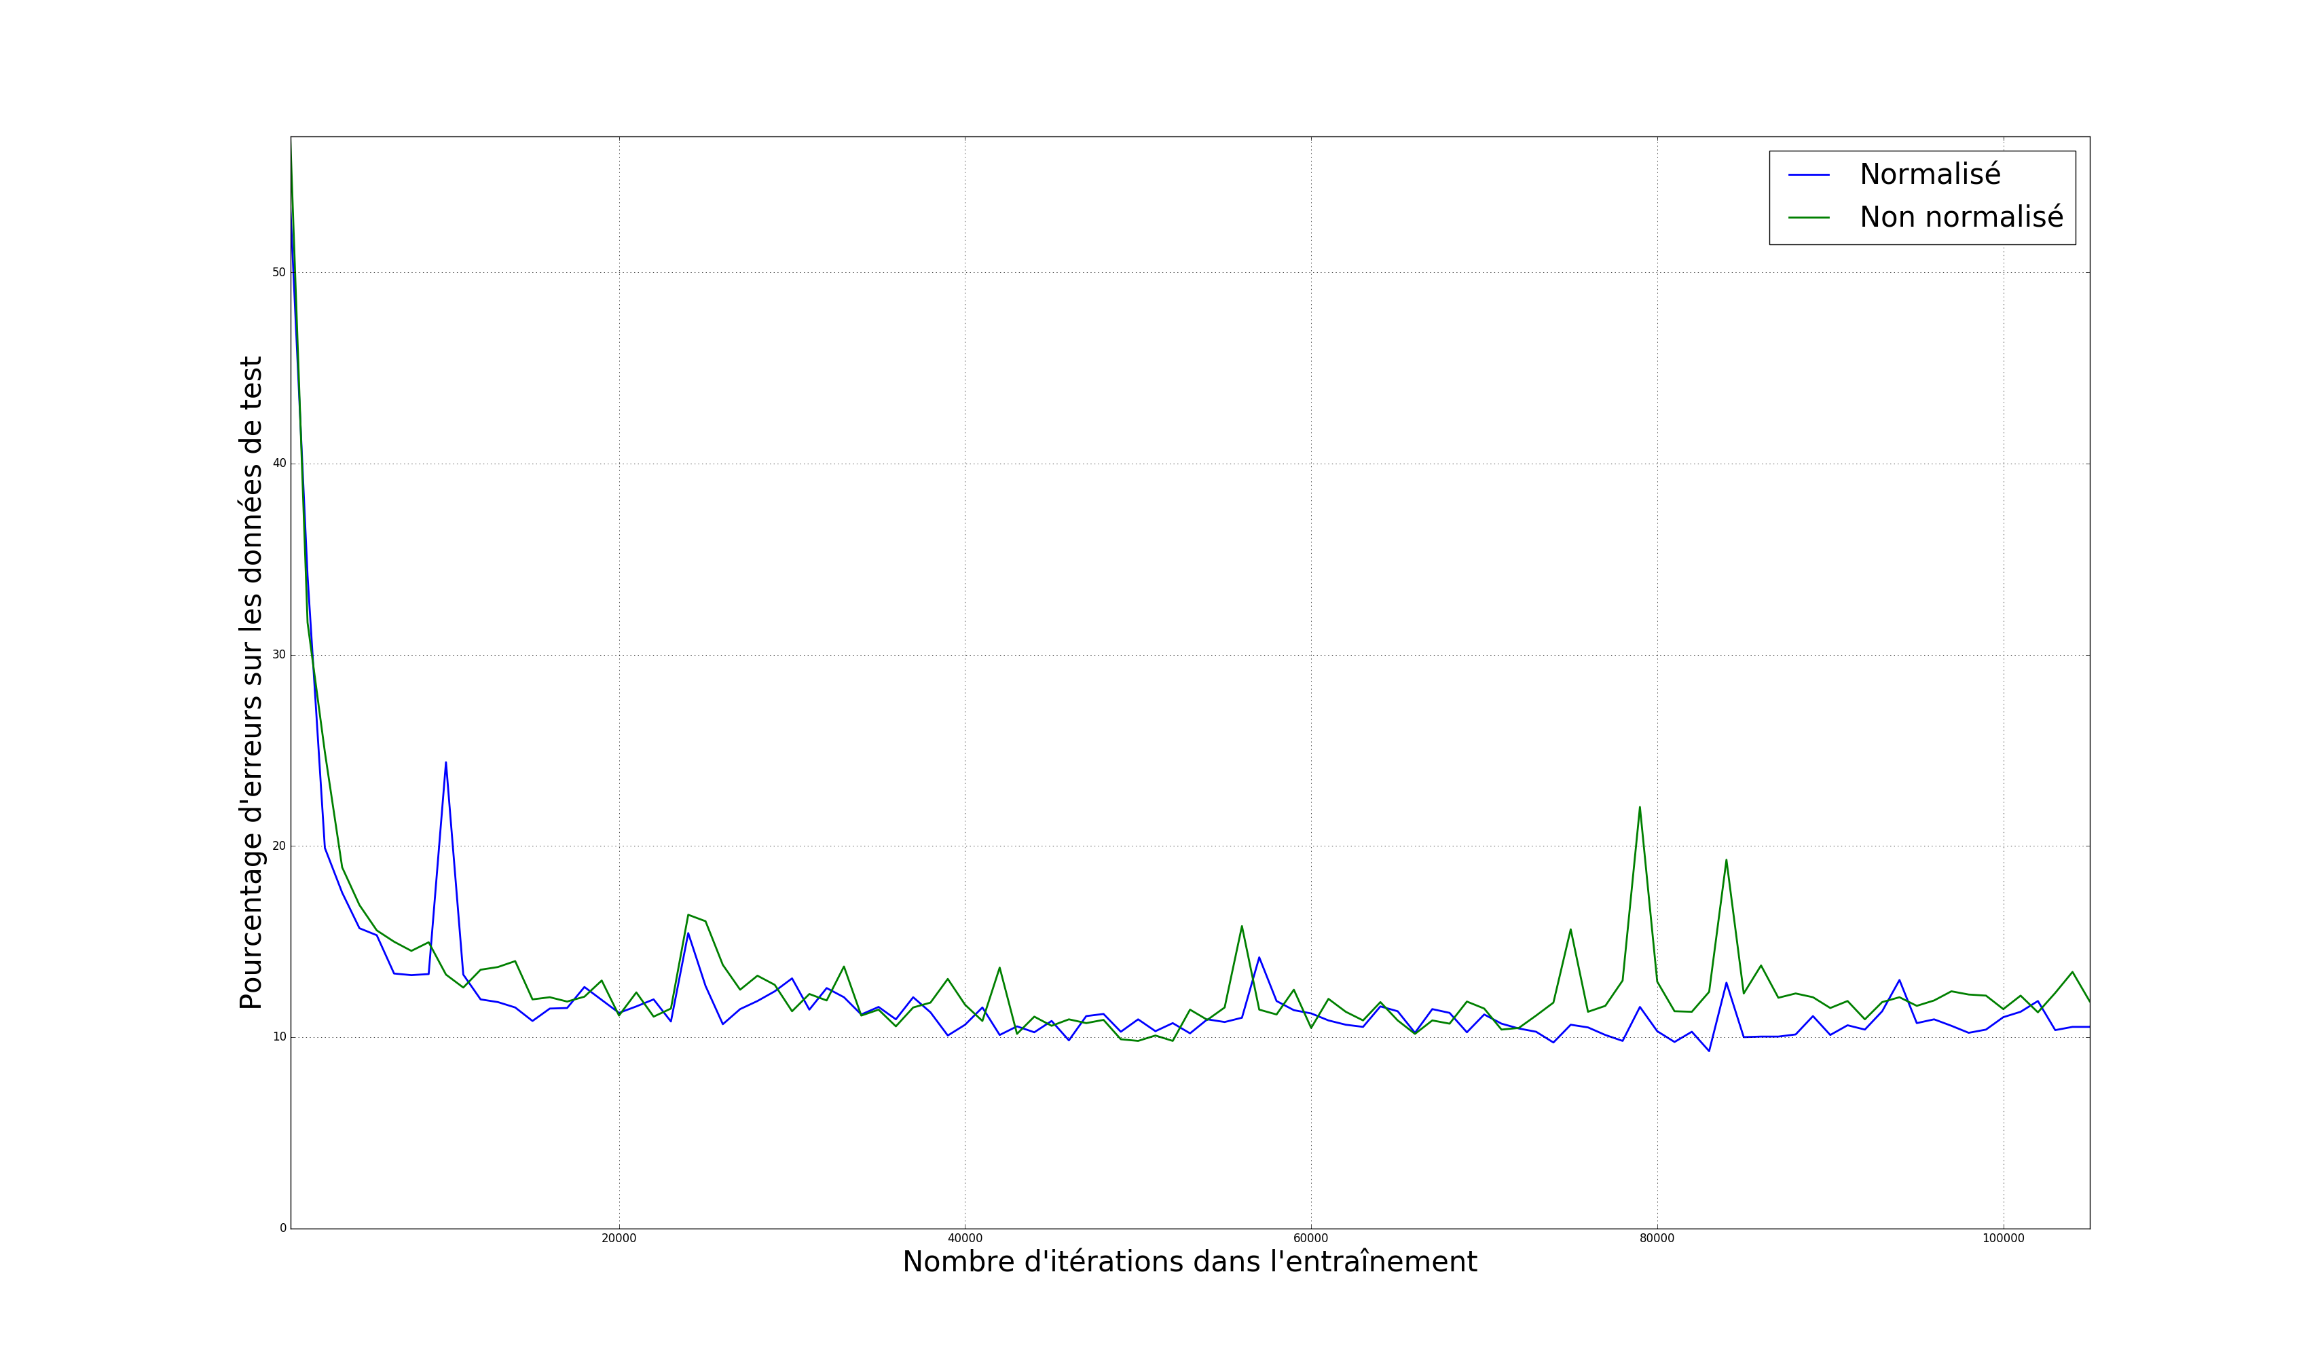 Normalisé
Non normalisé
50
40
30
20
10
0
Pourcentage d'erreurs sur les données de test
20000 40000 60000 80000 100000
Nombre d'itérations dans l'entraînement